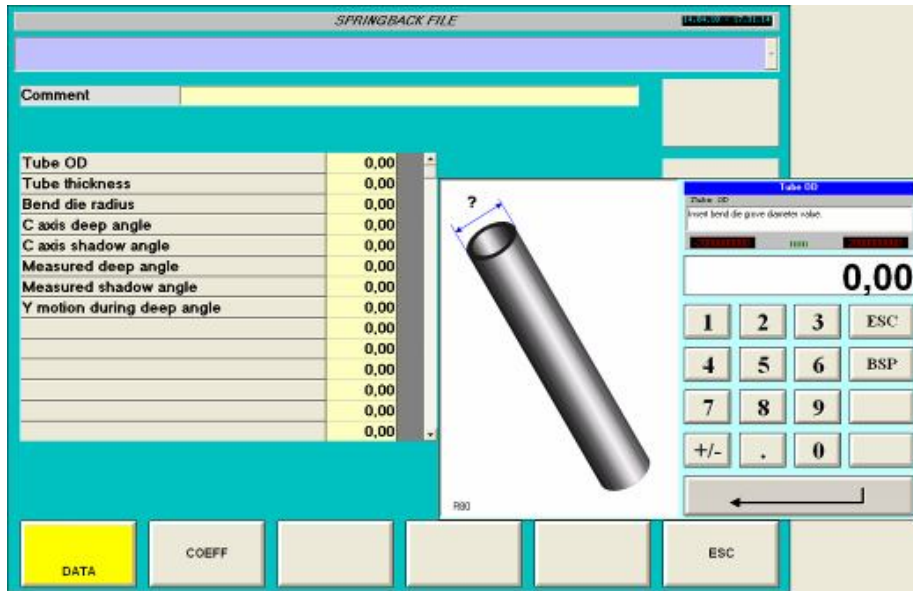 SPRINGBACK FILE
Comment
Tube OD 0,00
Tube thickness 0,00
Bend die radius 0,00
C axis deep angle 0,00
C axis shadow angle 0,00
Measured deep angle 0,00
Measured shadow angle 0,00
Y motion during deep angle 0,00
0,00
0,00
0,00
0,00
0,00
0,00
?
R80
Tube OD
Tube OD
Insert bend die grove diameter value.
mm
0,00
1 2 3 ESC
4 5 6 BSP
7 8 9
+/- . 0
DATA COEFF ESC